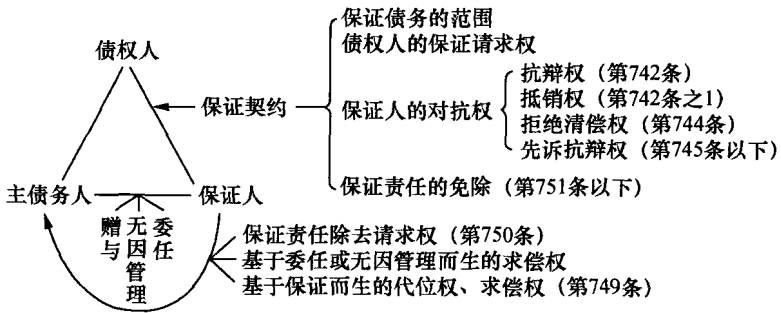 保证债务的范围
债权人的保证请求权
债权人
保证契约
保证人的对抗权
抗辩权（第742条）
抵销权（第742条之1）
拒绝清偿权（第744条）
先诉抗辩权（第745条以下）
保证责任的免除（第751条以下）
主债务人
保证人
赠与
无因管理
委任
保证责任除去请求权（第750条）
基于委任或无因管理而生的求偿权
基于保证而生的代位权、求偿权（第749条）